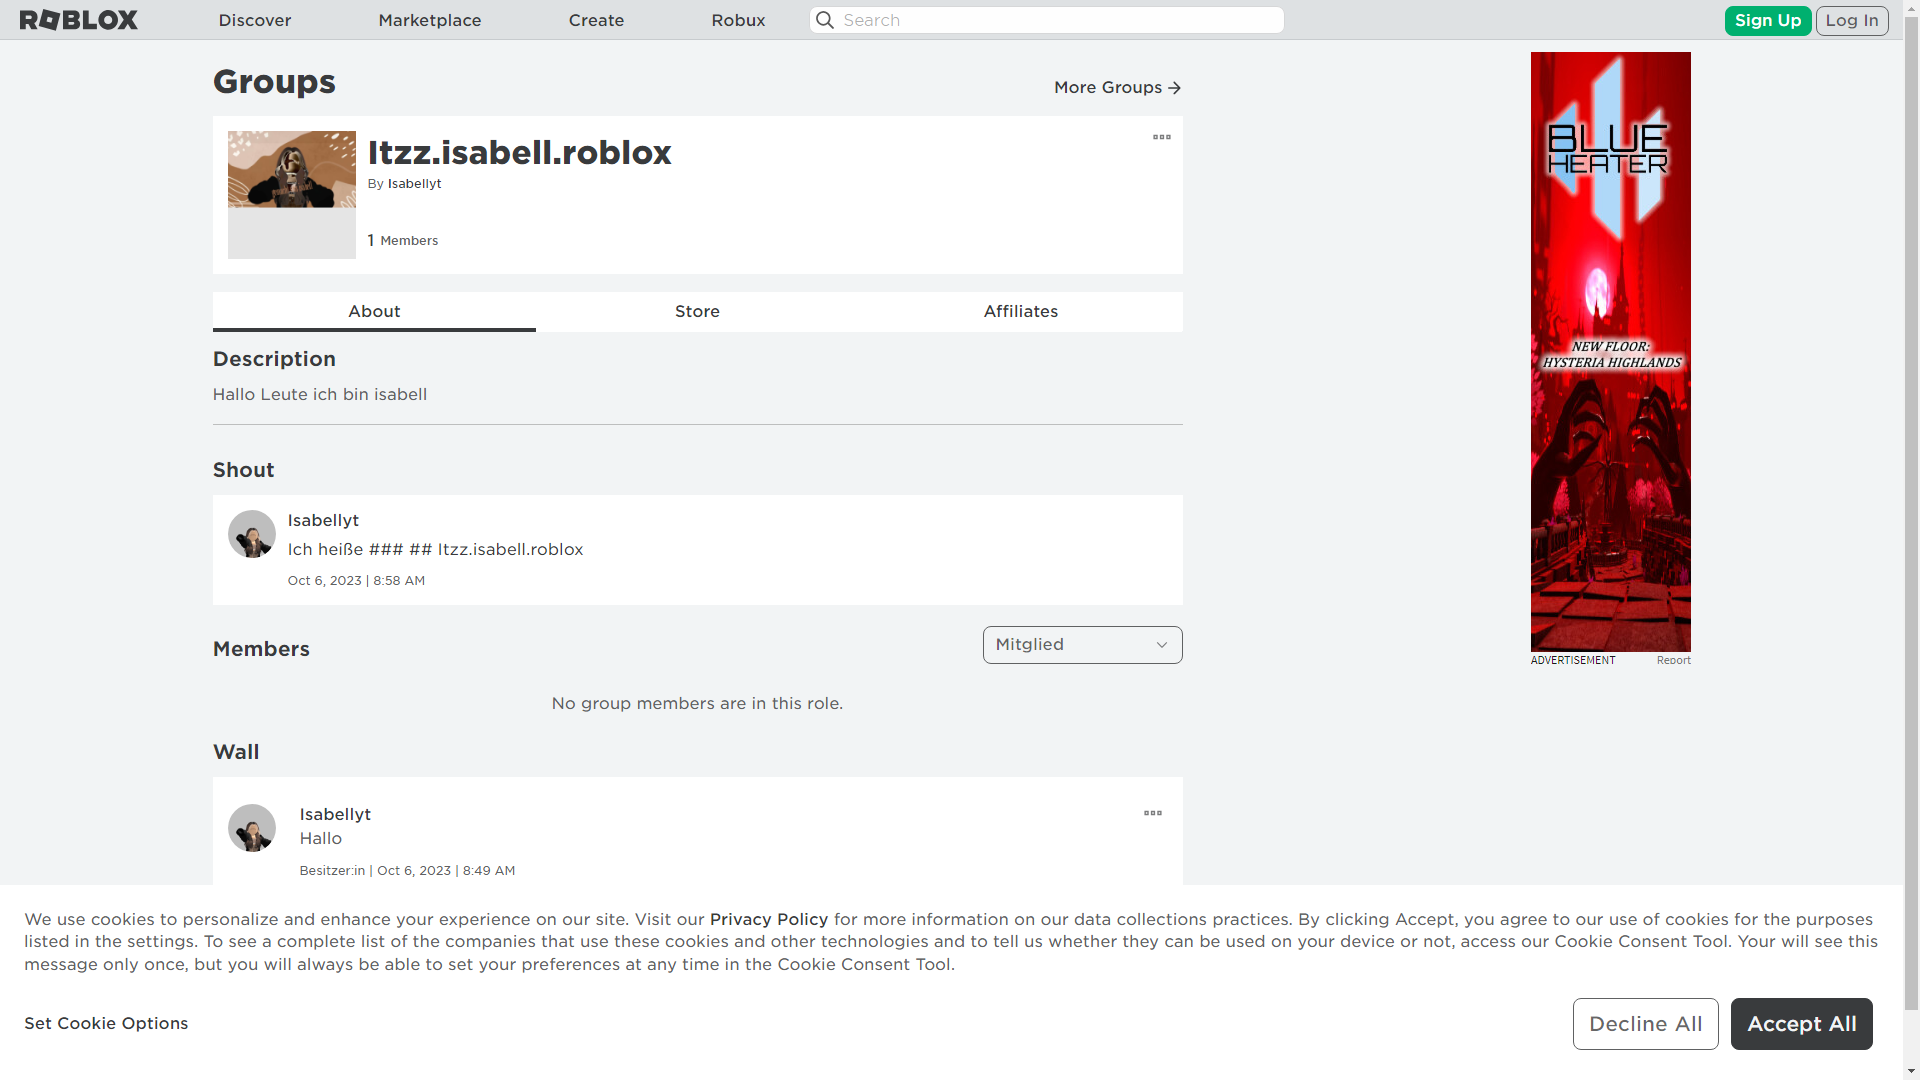 ROBLOX
Discover
Marketplace
Create
Robux
Search
Sign Up
Log In
Groups
More Groups
Itzz.isabell.roblox
By Isabellyt
1 Members
About
Store
Affiliates
Description
Hallo Leute ich bin isabell
Shout
Isabellyt
Ich heiße ### ## Itzz.isabell.roblox
Oct 6, 2023 | 8:58 AM
Members
Mitglied
No group members are in this role.
Wall
Isabellyt
Hallo
Besitzer:in | Oct 6, 2023 | 8:49 AM
BLUE
HEATER
NEW FLOOR:
HYSTERIA HIGHLANDS
ADVERTISEMENT
Report
We use cookies to personalize and enhance your experience on our site. Visit our Privacy Policy for more information on our data collections practices. By clicking Accept, you agree to our use of cookies for the purposes
listed in the settings. To see a complete list of the companies that use these cookies and other technologies and to tell us whether they can be used on your device or not, access our Cookie Consent Tool. Your will see this
message only once, but you will always be able to set your preferences at any time in the Cookie Consent Tool.
Set Cookie Options
Decline All
Accept All